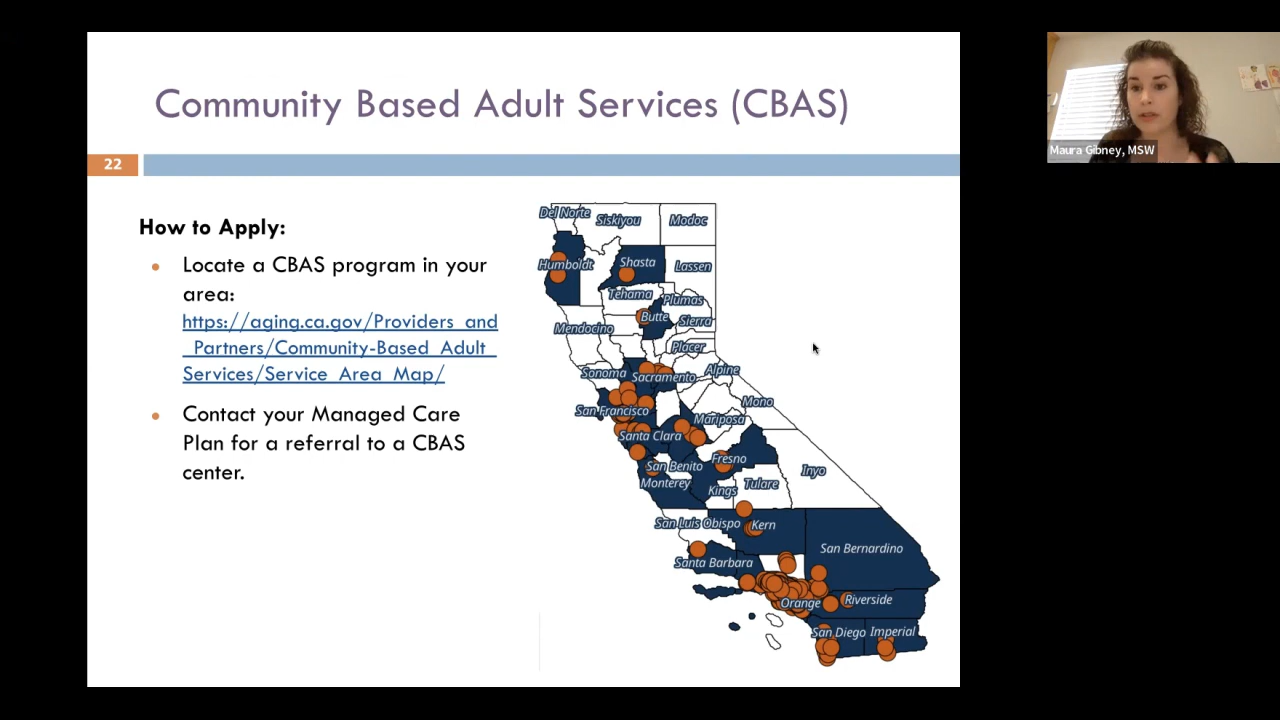 Community Based Adult Services (CBAS)
22
How to Apply:
Locate a CBAS program in your
area:
https://aging.ca.gov/Providers_and
_Partners/Community-Based_Adult_
Services/Service_Area_Map/
Contact your Managed Care
Plan for a referral to a CBAS
center.
Del Norte
Siskiyou
Modoc
Humboldt
Shasta
Lassen
Tehama
Plumas
Butte
Sierra
Mendocino
Placer
Sonoma
Sacramento
Alpine
Mono
San Francisco
Mariposa
Santa Clara
Fresno
San Benito
Inyo
Monterey
Kings
Tulare
San Luis Obispo
Kern
San Bernardino
Santa Barbara
Orange
Riverside
San Diego
Imperial
Maura Gibney, MSW